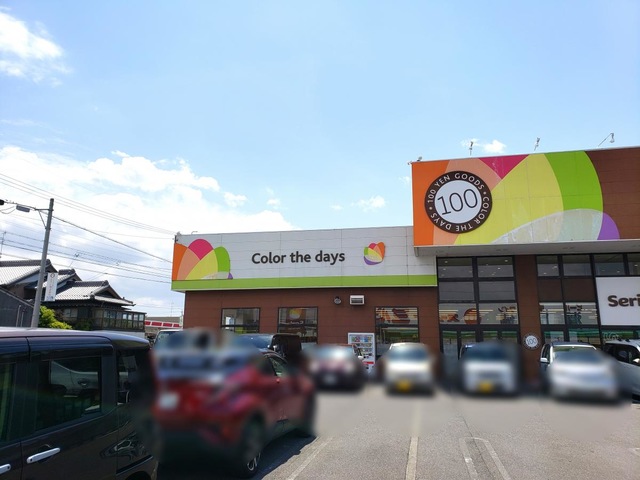 Color the days
100 YEN GOODS • COLOR THE DAYS •
100
Seri